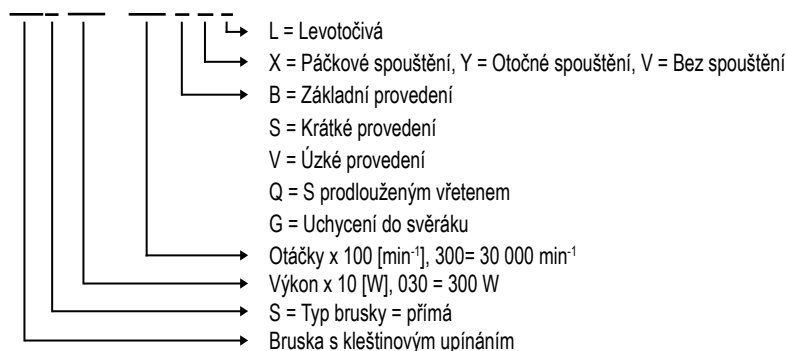 L = Levotočivá
X = Páčkové spouštění, Y = Otočné spouštění, V = Bez spouštění
B = Základní provedení
S = Krátké provedení
V = Úzké provedení
Q = S prodlouženým vřetenem
G = Uchycení do svěráku
Otáčky x 100 [min⁻¹], 300= 30 000 min⁻¹
Výkon x 10 [W], 030 = 300 W
S = Typ brusky = přímá
Bruska s kleštinovým upínáním